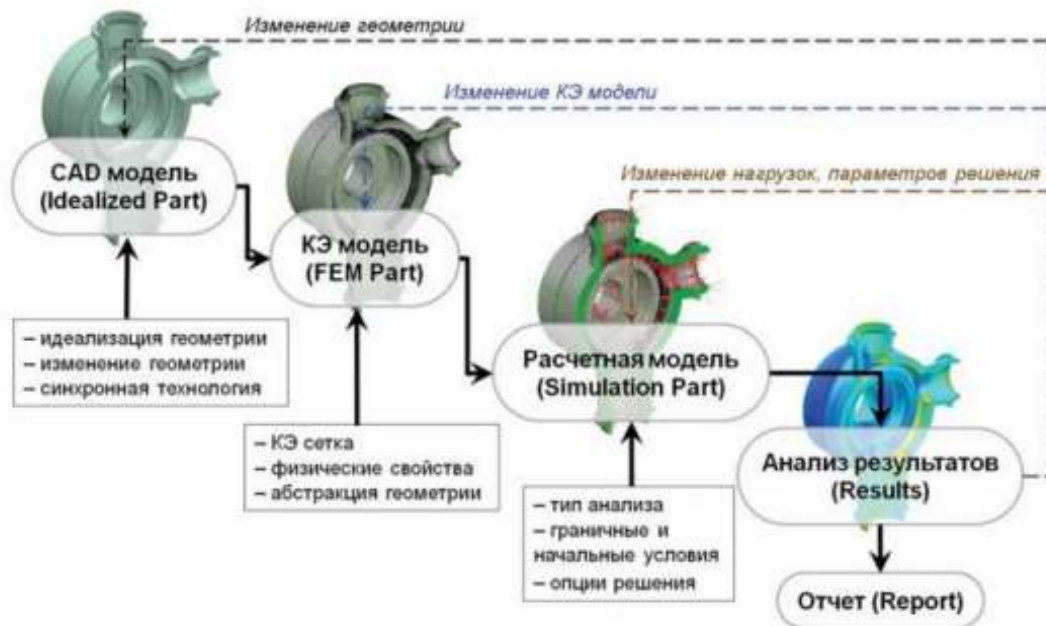 Изменение геометрии
Изменение КЭ модели
CAD модель
(Idealized Part)
Изменение нагрузок, параметров решения
КЭ модель
(FEM Part)
– идеализация геометрии
– изменение геометрии
– синхронная технология
Расчетная модель
(Simulation Part)
– КЭ сетка
– физические свойства
– абстракция геометрии
Анализ результатов
(Results)
– тип анализа
– граничные и
начальные условия
– опции решения
Отчет (Report)